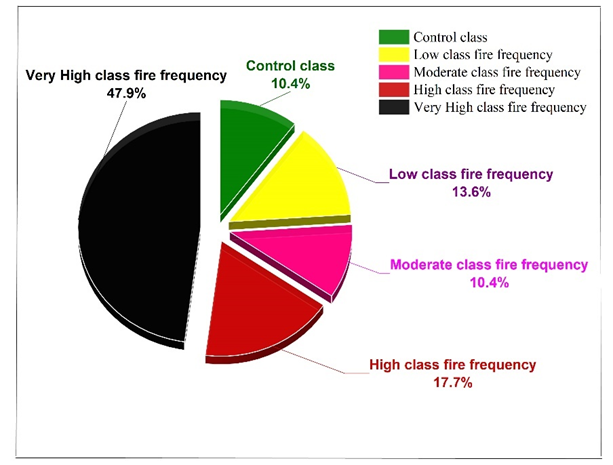 Control class
Low class fire frequency
Moderate class fire frequency
High class fire frequency
Very High class fire frequency
Very High class fire frequency
47.9%
Control class
10.4%
Low class fire frequency
13.6%
Moderate class fire frequency
10.4%
High class fire frequency
17.7%